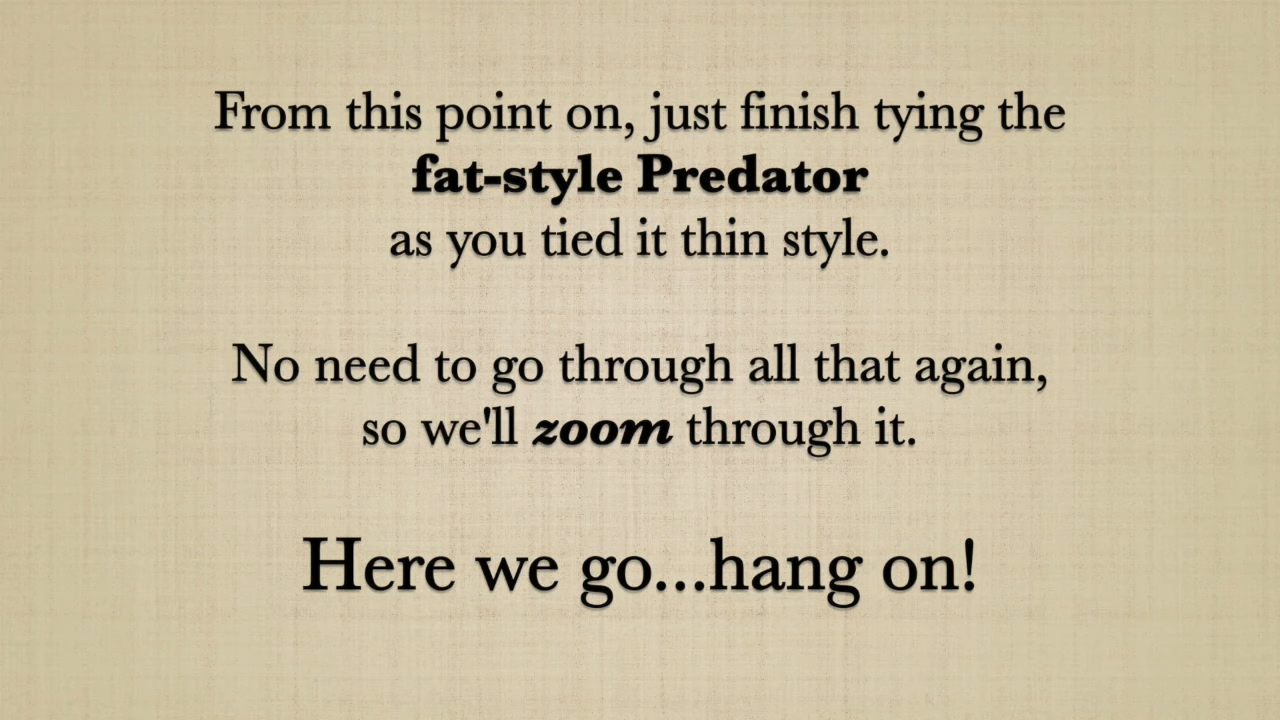 From this point on, just finish tying the
fat-style Predator
as you tied it thin style.
No need to go through all that again,
so we'll zoom through it.
Here we go...hang on!